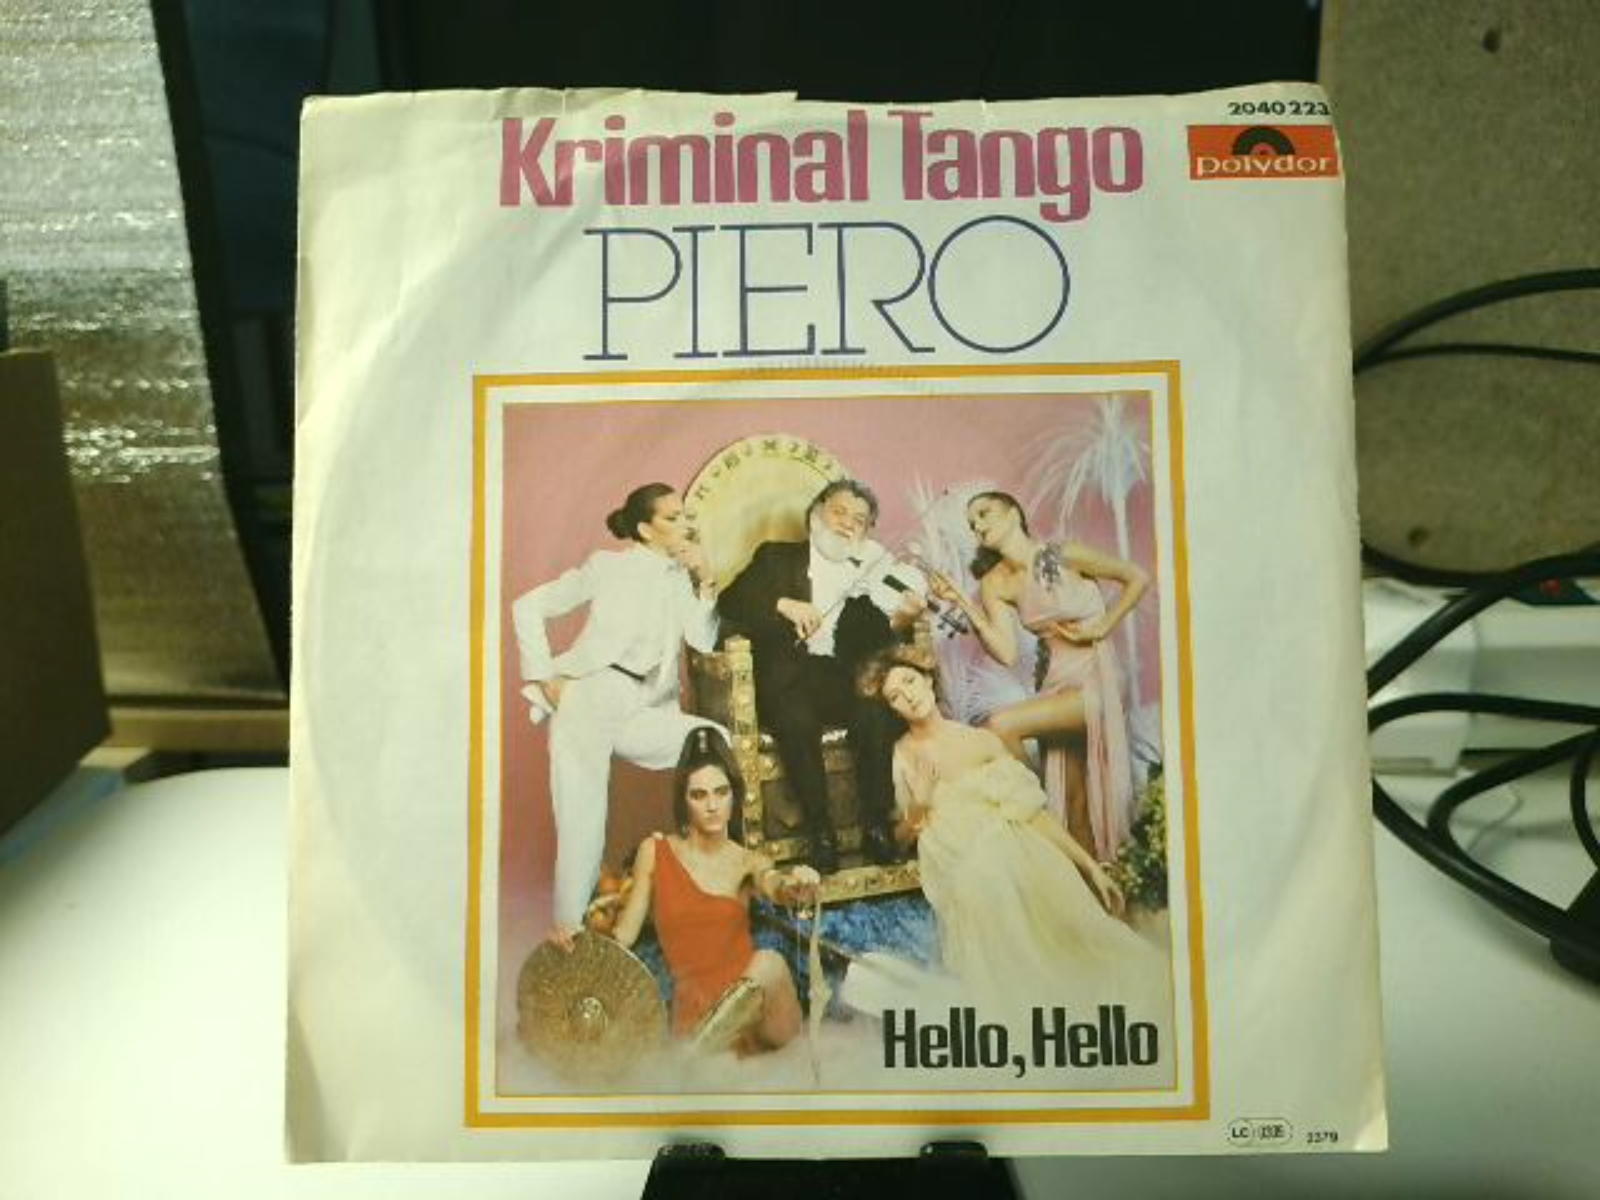 2040 223
Kriminal Tango
polydor
PIERO
Hello, Hello
LC 0309
2379